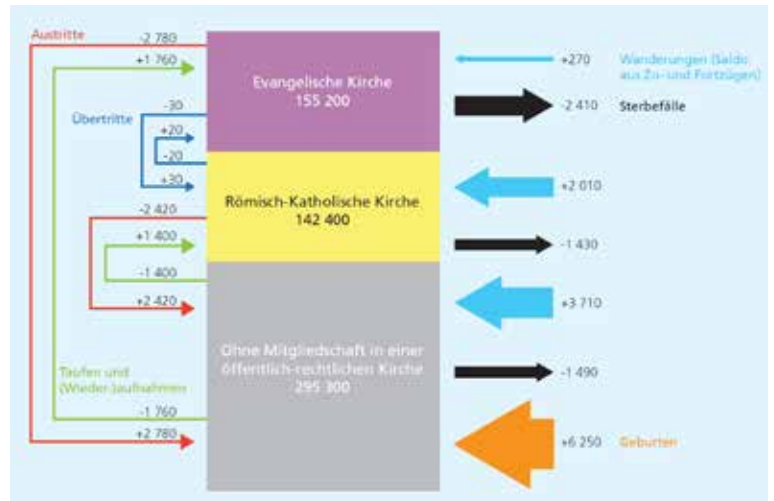 Austritte
-2 780
+1 760
Übertritte
-30
+20
-20
+30
-2 420
+1 400
-1 400
+2 420
Taufen und
(Wieder-)aufnahmen
-1 760
+2 780
Evangelische Kirche
155 200
Römisch-Katholische Kirche
142 400
Ohne Mitgliedschaft in einer
öffentlich-rechtlichen Kirche
295 300
+270
Wanderungen (Saldo
aus Zu- und Fortzügen)
-2 410
Sterbefälle
+2 010
-1 430
+3 710
-1 490
+6 250
Geburten